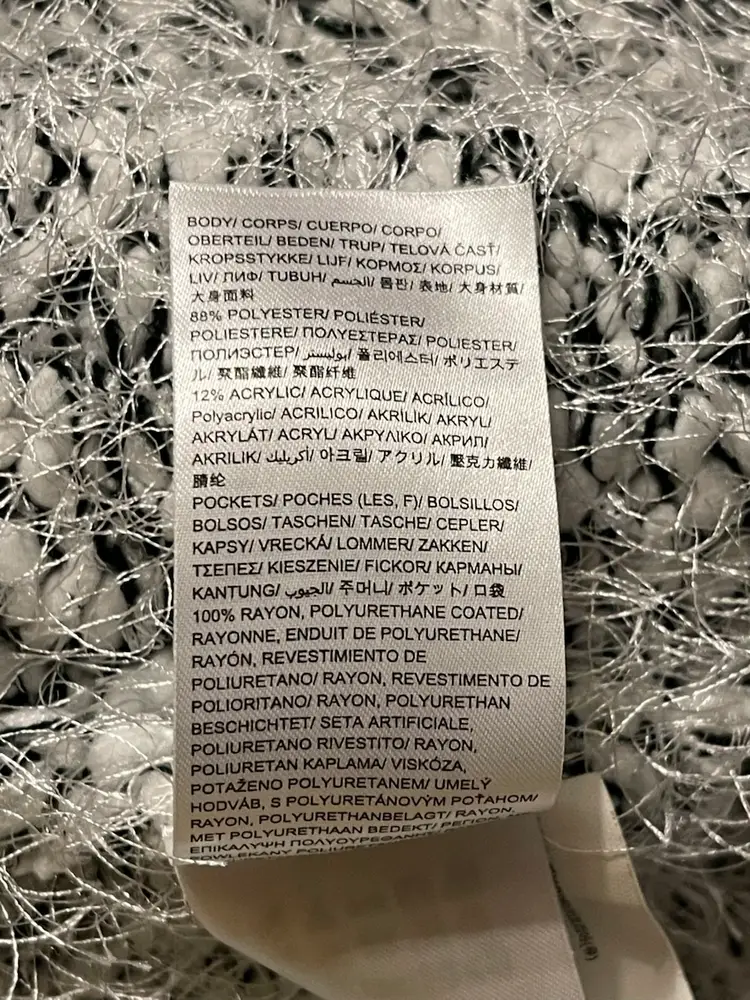 BODY/ CORPS/ CUERPO/ CORPO/
OBERTEIL/ BEDEN/ TRUP/ TELOVÁ ČASŤ/
KROPSSTYKKE/ LIJF/ ΚΟΡΜΟΣ/ KORPUS/
LIV/ ЛИФ/ TUBUH/ الجسم/ 몸판/ 表地/ 大身材質/
大身面料
88% POLYESTER/ POLIÉSTER/
POLIESTERE/ ΠΟΛΥΕΣΤΕΡΑΣ/ POLIESTER/
ПОЛИЭСТЕР/ بوليستر/ 폴리에스터/ ポリエステ
ル/ 聚酯纖維/ 聚酯纤维
12% ACRYLIC/ ACRYLIQUE/ ACRÍLICO/
Polyacrylic/ ACRILICO/ AKRİLİK/ AKRYL/
AKRYLÁT/ ACRYL/ ΑΚΡΥΛΙΚΟ/ АКРИЛ/
AKRILIK/ أكريليك/ 아크릴/ アクリル/ 壓克力纖維/
腈纶
POCKETS/ POCHES (LES, F)/ BOLSILLOS/
BOLSOS/ TASCHEN/ TASCHE/ CEPLER/
KAPSY/ VRECKÁ/ LOMMER/ ZAKKEN/
ΤΣΕΠΕΣ/ KIESZENIE/ FICKOR/ КАРМАНЫ/
KANTUNG/ الجيوب/ 주머니/ ポケット/ 口袋
100% RAYON, POLYURETHANE COATED/
RAYONNE, ENDUIT DE POLYURETHANE/
RAYÓN, REVESTIMIENTO DE
POLIURETANO/ RAYON, REVESTIMENTO DE
POLIORITANO/ RAYON, POLYURETHAN
BESCHICHTET/ SETA ARTIFICIALE,
POLIURETANO RIVESTITO/ RAYON,
POLIURETAN KAPLAMA/ VISKÓZA,
POTAŽENO POLYURETANEM/ UMELÝ
HODVÁB, S POLYURETÁNOVÝM POŤAHOM/
RAYON, POLYURETHANBELAGT/ RAYON,
MET POLYURETHAAN BEDEKT/
ΕΠΙΚΑΛΥΨΗ ΠΟΛΥΟΥΡΕΘΑΝΗΣ